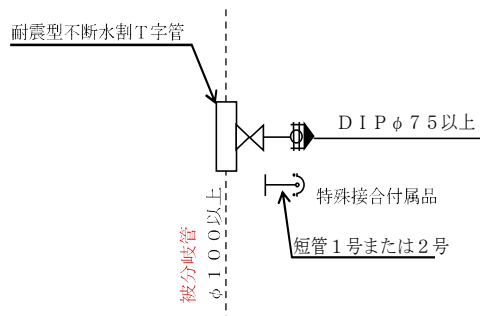 耐震型不断水割Ｔ字管
ＤＩＰφ７５以上
特殊接合付属品
短管１号または２号
被分岐管
φ１００以上